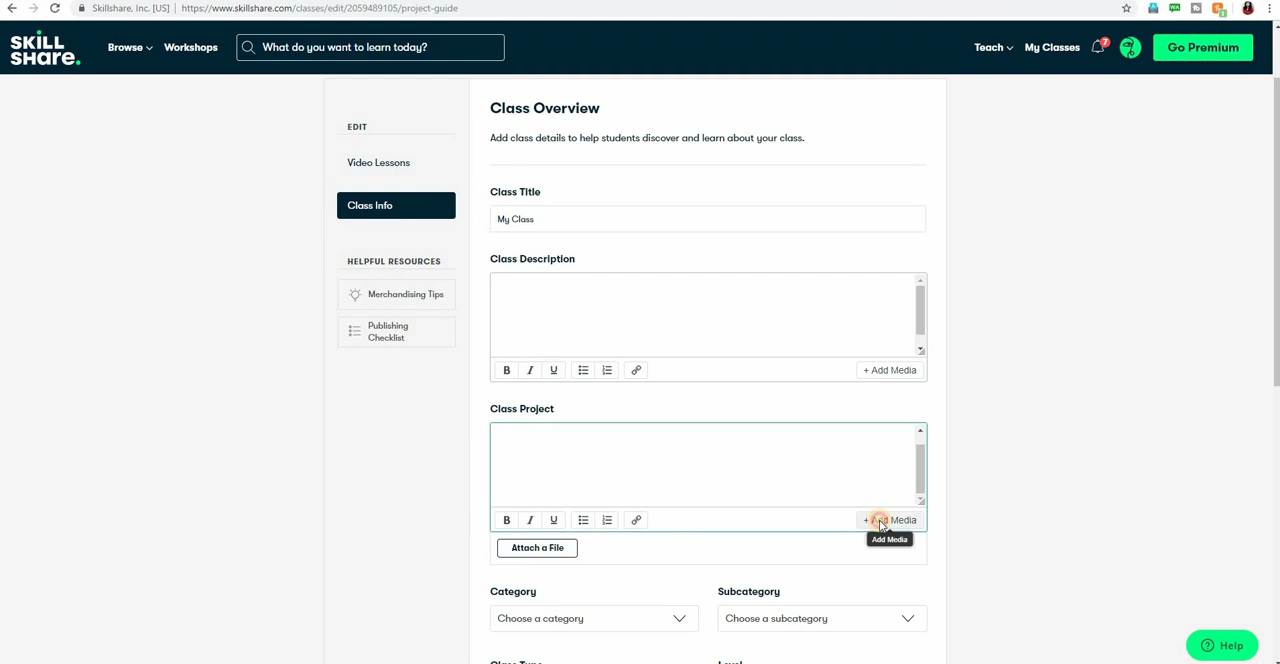 Skillshare, Inc. [US] | https://www.skillshare.com/classes/edit/2059489105/project-guide
SKILL
SHARE.
Browse
Workshops
What do you want to learn today?
Teach
My Classes
7
Go Premium
EDIT
Video Lessons
Class Info
HELPFUL RESOURCES
Merchandising Tips
Publishing
Checklist
Class Overview
Add class details to help students discover and learn about your class.
Class Title
My Class
Class Description
B I U
+ Add Media
Class Project
B I U
+ Add Media
Add Media
Attach a File
Category
Subcategory
Choose a category
Choose a subcategory
Class Type
Level
Help